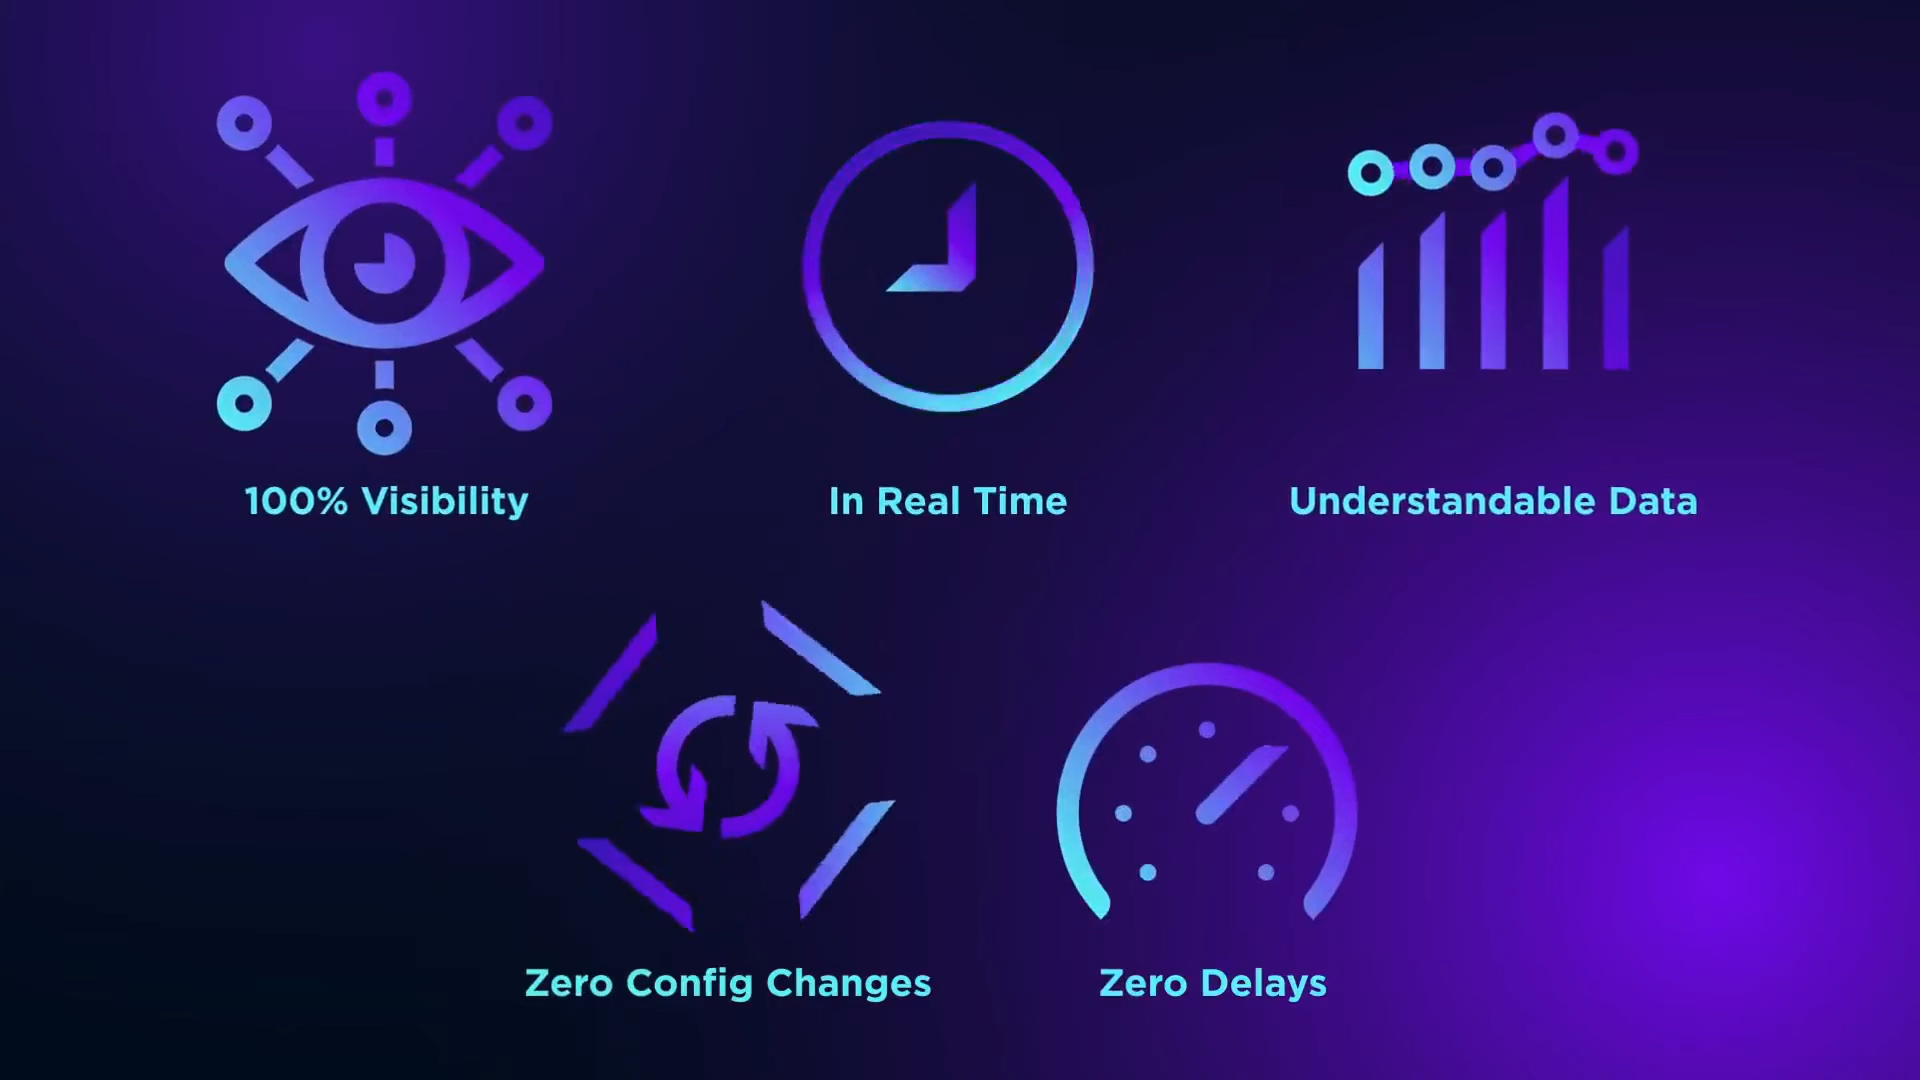 100% Visibility
In Real Time
Understandable Data
Zero Config Changes
Zero Delays